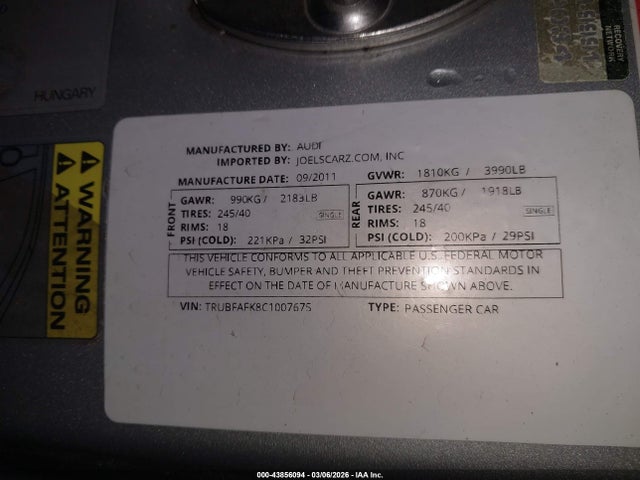 HUNGARY
RECOVERY
NETWORK
WARNING
ATTENTION
MANUFACTURED BY: AUDI
IMPORTED BY: JOELSCARZ.COM, INC
MANUFACTURE DATE: 09/2011
GVWR: 1810KG / 3990LB
FRONT
GAWR: 990KG / 2183LB
TIRES: 245/40 SINGLE
RIMS: 18
PSI (COLD): 221KPa / 32PSI
REAR
GAWR: 870KG / 1918LB
TIRES: 245/40 SINGLE
RIMS: 18
PSI (COLD): 200KPa / 29PSI
THIS VEHICLE CONFORMS TO ALL APPLICABLE U.S. FEDERAL MOTOR
VEHICLE SAFETY, BUMPER AND THEFT PREVENTION STANDARDS IN
EFFECT ON THE DATE OF MANUFACTURE SHOWN ABOVE.
VIN: TRUBFAFK8C1007675
TYPE: PASSENGER CAR
000-43856094 - 03/06/2026 - IAA Inc.